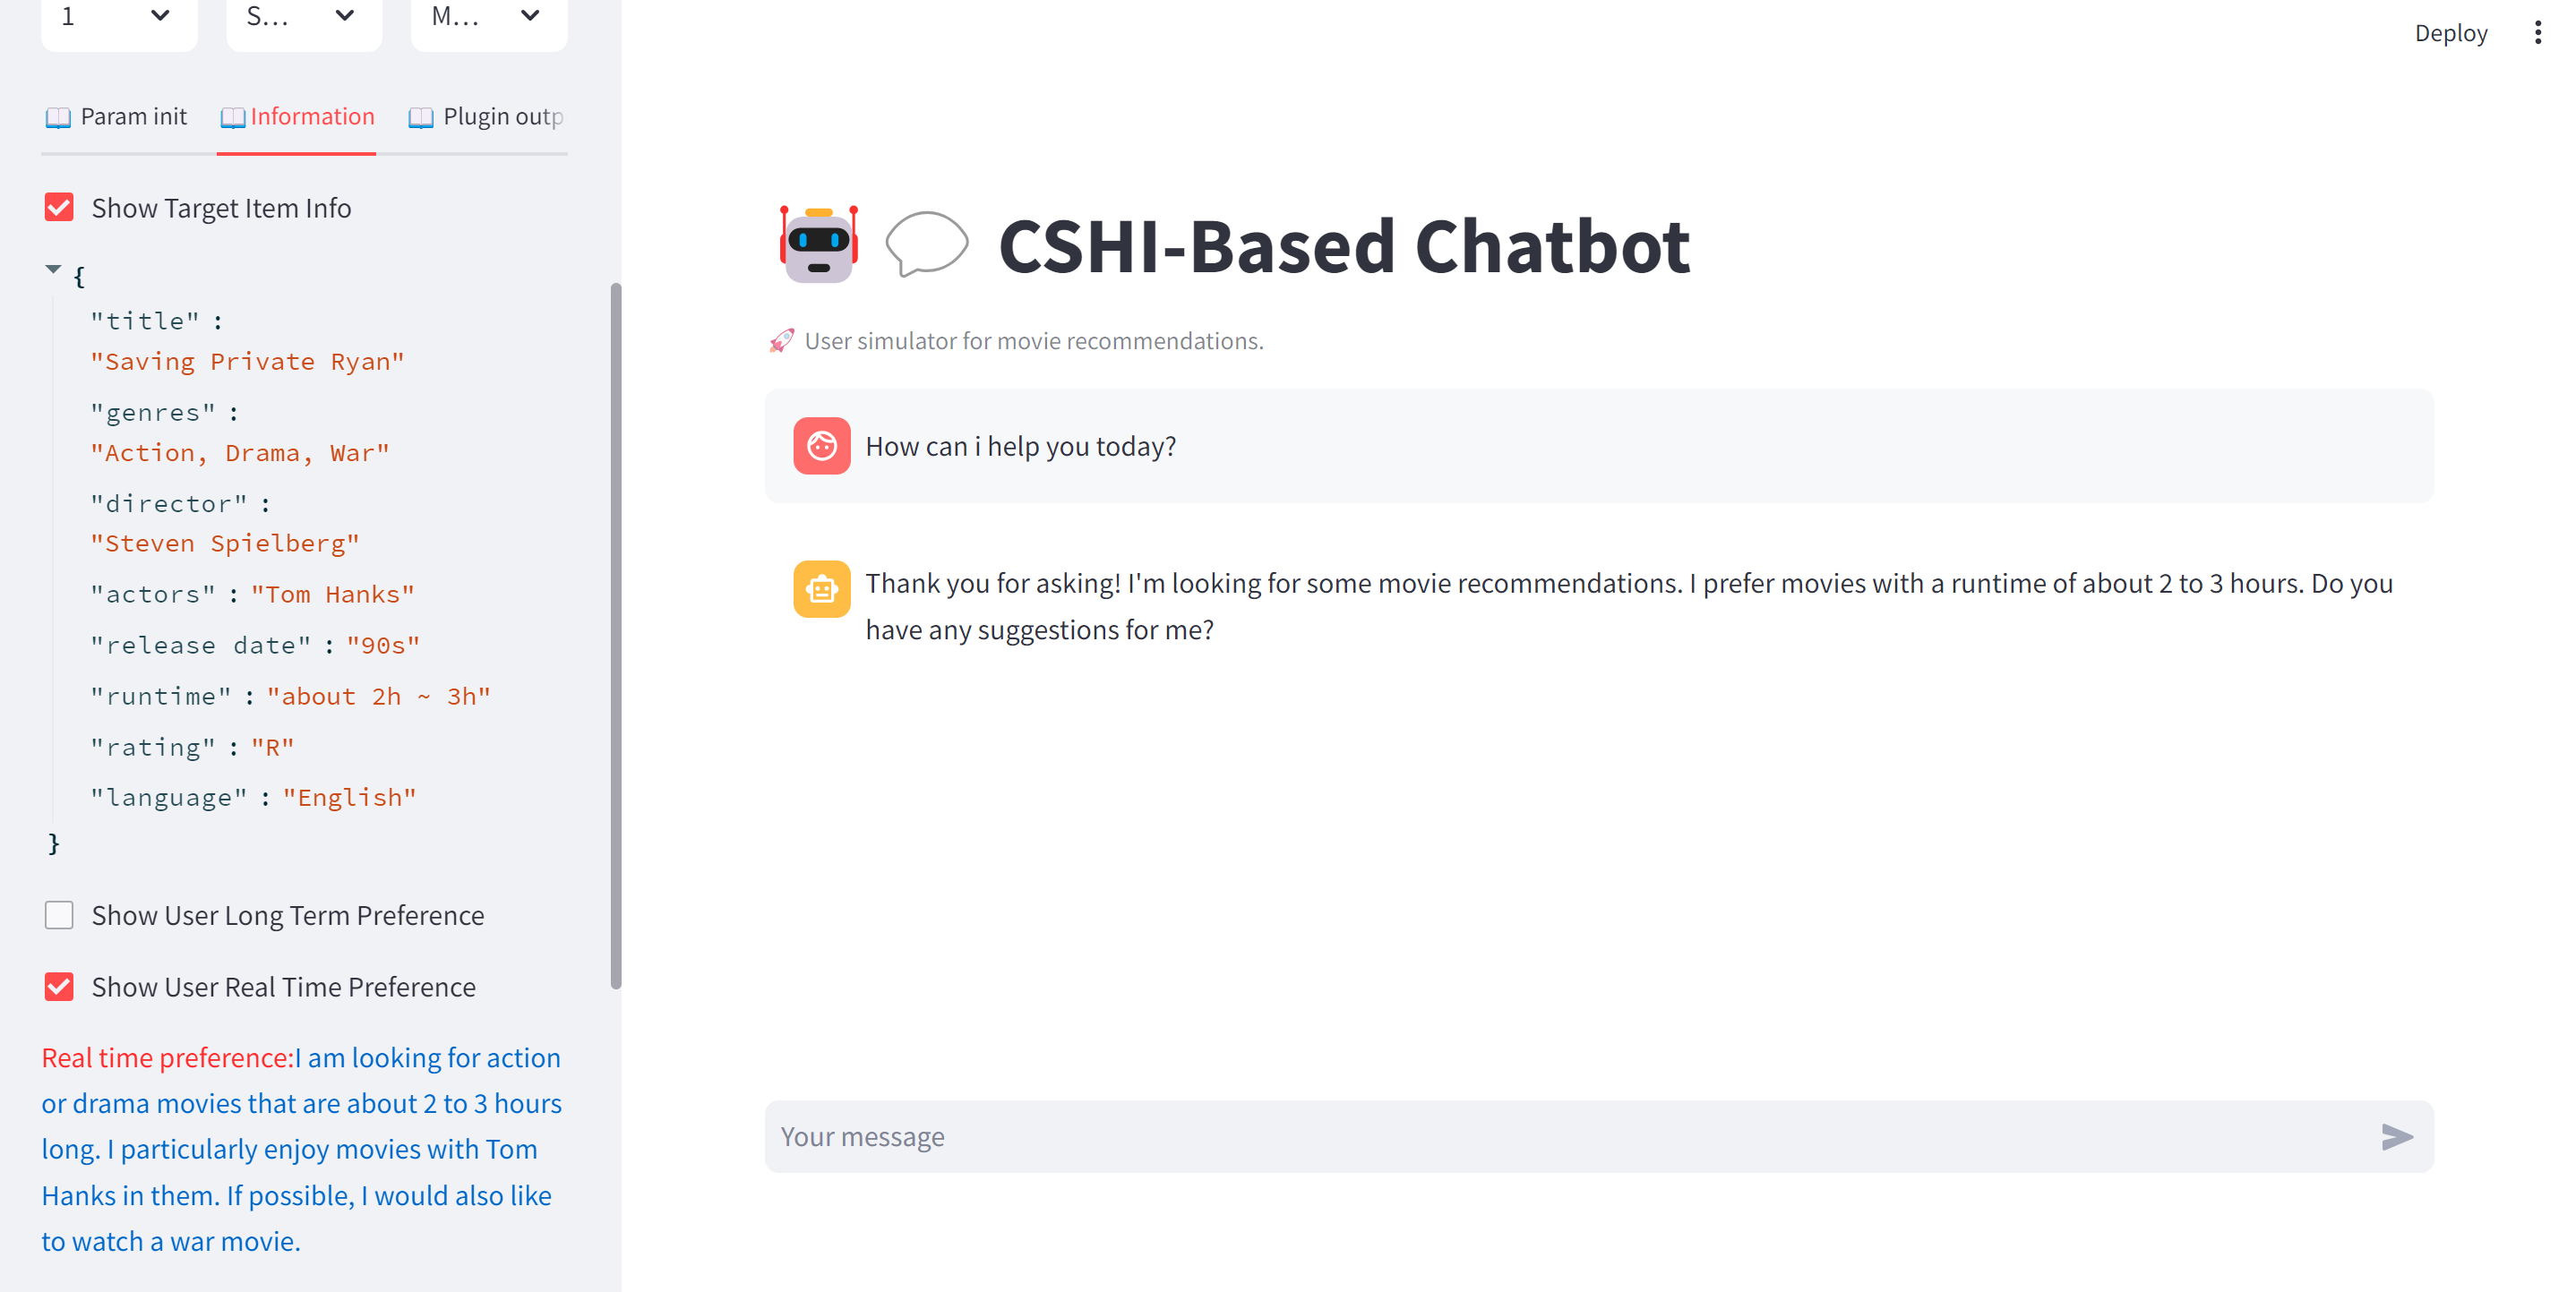 1
S...
M...
Param init
Information
Plugin outp
Show Target Item Info
{
"title" :
"Saving Private Ryan"
"genres" :
"Action, Drama, War"
"director" :
"Steven Spielberg"
"actors" : "Tom Hanks"
"release date" : "90s"
"runtime" : "about 2h ~ 3h"
"rating" : "R"
"language" : "English"
}
Show User Long Term Preference
Show User Real Time Preference
Real time preference:I am looking for action
or drama movies that are about 2 to 3 hours
long. I particularly enjoy movies with Tom
Hanks in them. If possible, I would also like
to watch a war movie.
Deploy
CSHI-Based Chatbot
User simulator for movie recommendations.
How can i help you today?
Thank you for asking! I'm looking for some movie recommendations. I prefer movies with a runtime of about 2 to 3 hours. Do you
have any suggestions for me?
Your message